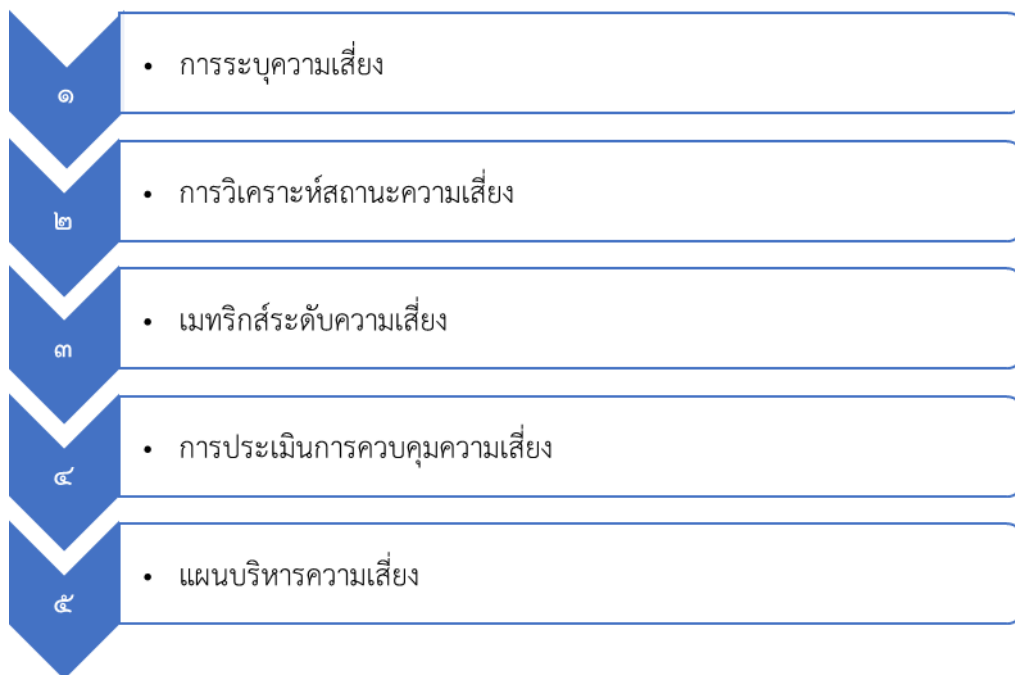 ๑
• การระบุความเสี่ยง
๒
• การวิเคราะห์สถานะความเสี่ยง
๓
• เมทริกส์ระดับความเสี่ยง
๔
• การประเมินการควบคุมความเสี่ยง
๕
• แผนบริหารความเสี่ยง